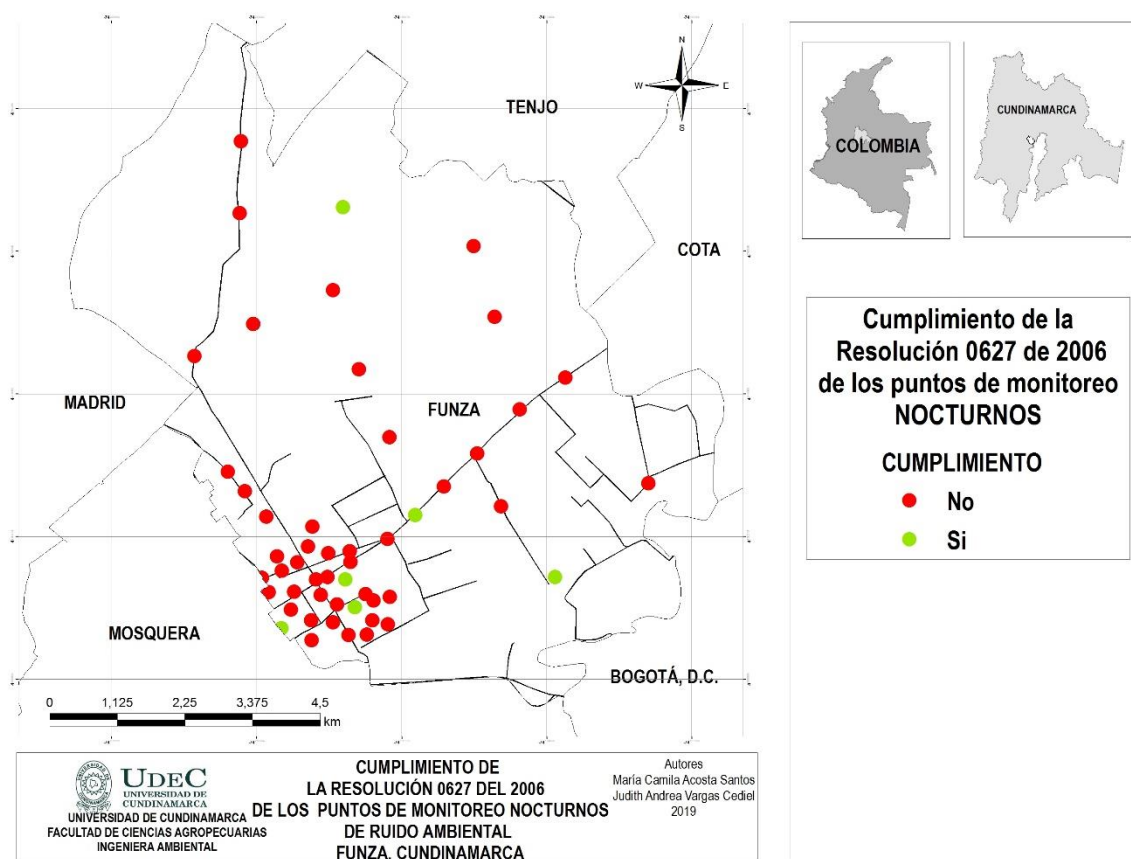 N
W
E
S
TENJO
COTA
MADRID
FUNZA
MOSQUERA
BOGOTÁ, D.C.
0 1,125 2,25 3,375 4,5
km
COLOMBIA
CUNDINAMARCA
Cumplimiento de la
Resolución 0627 de 2006
de los puntos de monitoreo
NOCTURNOS
CUMPLIMIENTO
No
Si
UDEC
UNIVERSIDAD DE
CUNDINAMARCA
UNIVERSIDAD DE CUNDINAMARCA
FACULTAD DE CIENCIAS AGROPECUARIAS
INGENIERA AMBIENTAL
CUMPLIMIENTO DE
LA RESOLUCIÓN 0627 DEL 2006
DE LOS PUNTOS DE MONITOREO NOCTURNOS
DE RUIDO AMBIENTAL
FUNZA, CUNDINAMARCA
Autores
María Camila Acosta Santos
Judith Andrea Vargas Cediel
2019